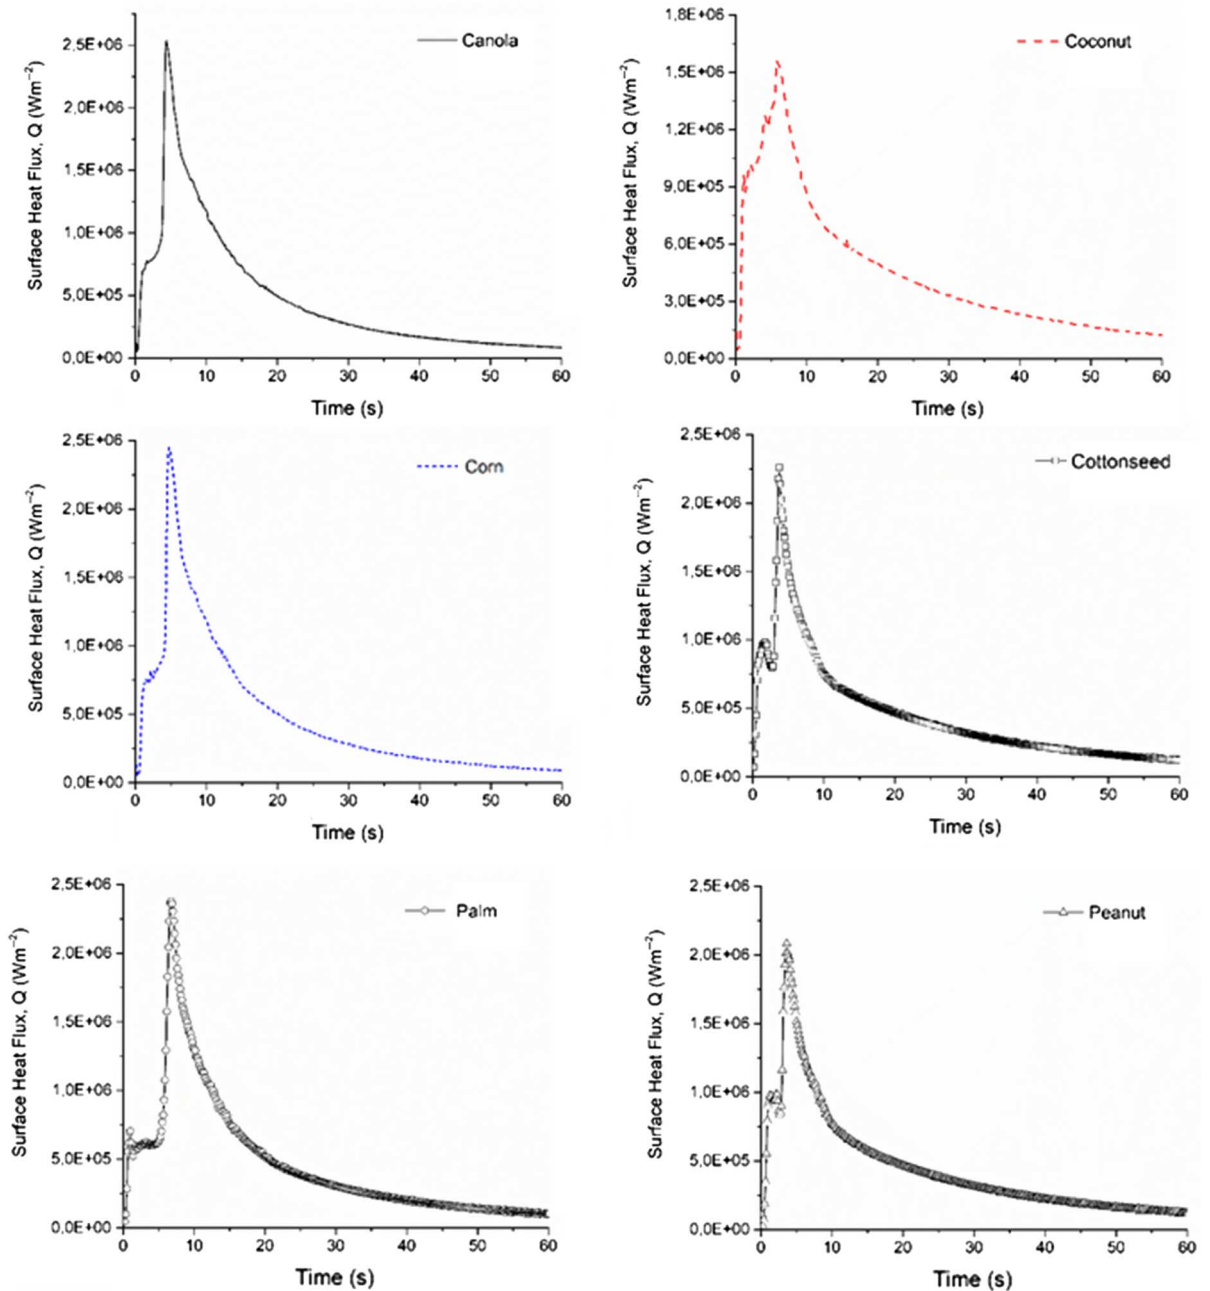 Canola
Surface Heat Flux, Q (Wm⁻²)
2.5E+06
2.0E+06
1.5E+06
1.0E+06
5.0E+05
0.0E+00
0 10 20 30 40 50 60
Time (s)
Coconut
Surface Heat Flux, Q (Wm⁻²)
1.8E+06
1.5E+06
1.2E+06
9.0E+05
6.0E+05
3.0E+05
0.0E+00
0 10 20 30 40 50 60
Time (s)
Corn
Surface Heat Flux, Q (Wm⁻²)
2.5E+06
2.0E+06
1.5E+06
1.0E+06
5.0E+05
0.0E+00
0 10 20 30 40 50 60
Time (s)
Cottonseed
Surface Heat Flux, Q (Wm⁻²)
2.5E+06
2.0E+06
1.5E+06
1.0E+06
5.0E+05
0.0E+00
0 10 20 30 40 50 60
Time (s)
Palm
Surface Heat Flux, Q (Wm⁻²)
2.5E+06
2.0E+06
1.5E+06
1.0E+06
5.0E+05
0.0E+00
0 10 20 30 40 50 60
Time (s)
Peanut
Surface Heat Flux, Q (Wm⁻²)
2.5E+06
2.0E+06
1.5E+06
1.0E+06
5.0E+05
0.0E+00
0 10 20 30 40 50 60
Time (s)